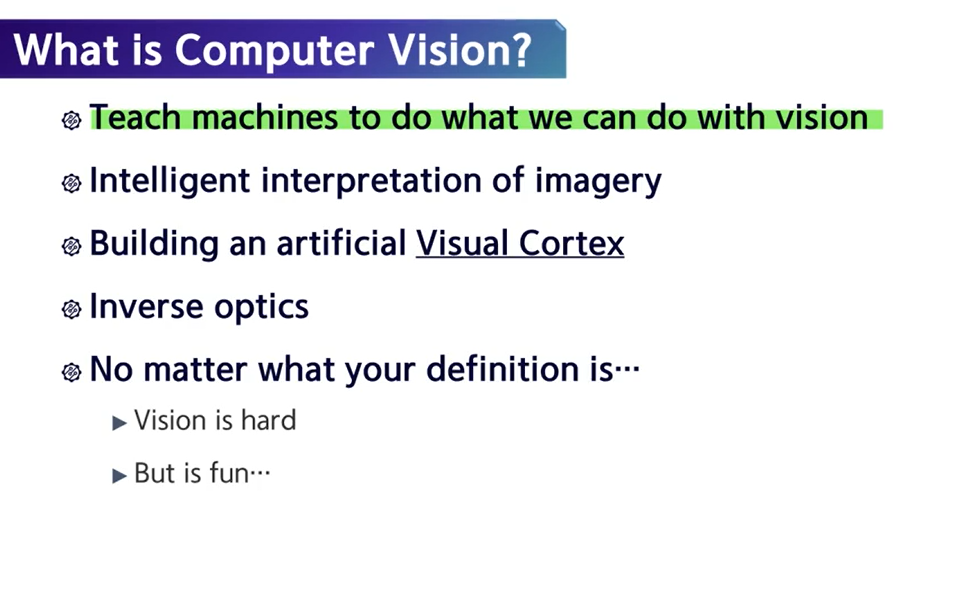 What is Computer Vision?
Teach machines to do what we can do with vision
Intelligent interpretation of imagery
Building an artificial Visual Cortex
Inverse optics
No matter what your definition is⋯
Vision is hard
But is fun⋯